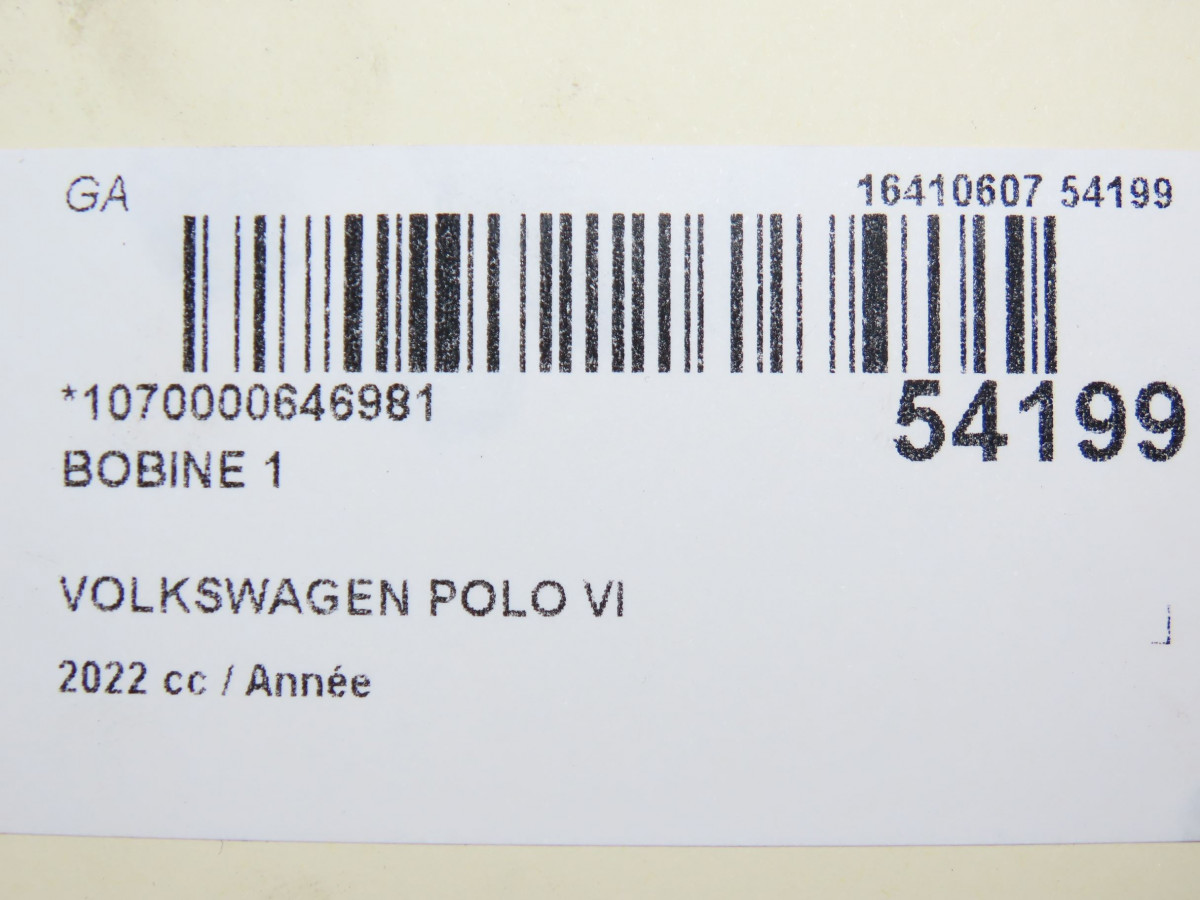 GA
16410607 54199
*1070000646981
54199
BOBINE 1
VOLKSWAGEN POLO VI
2022 cc / Année